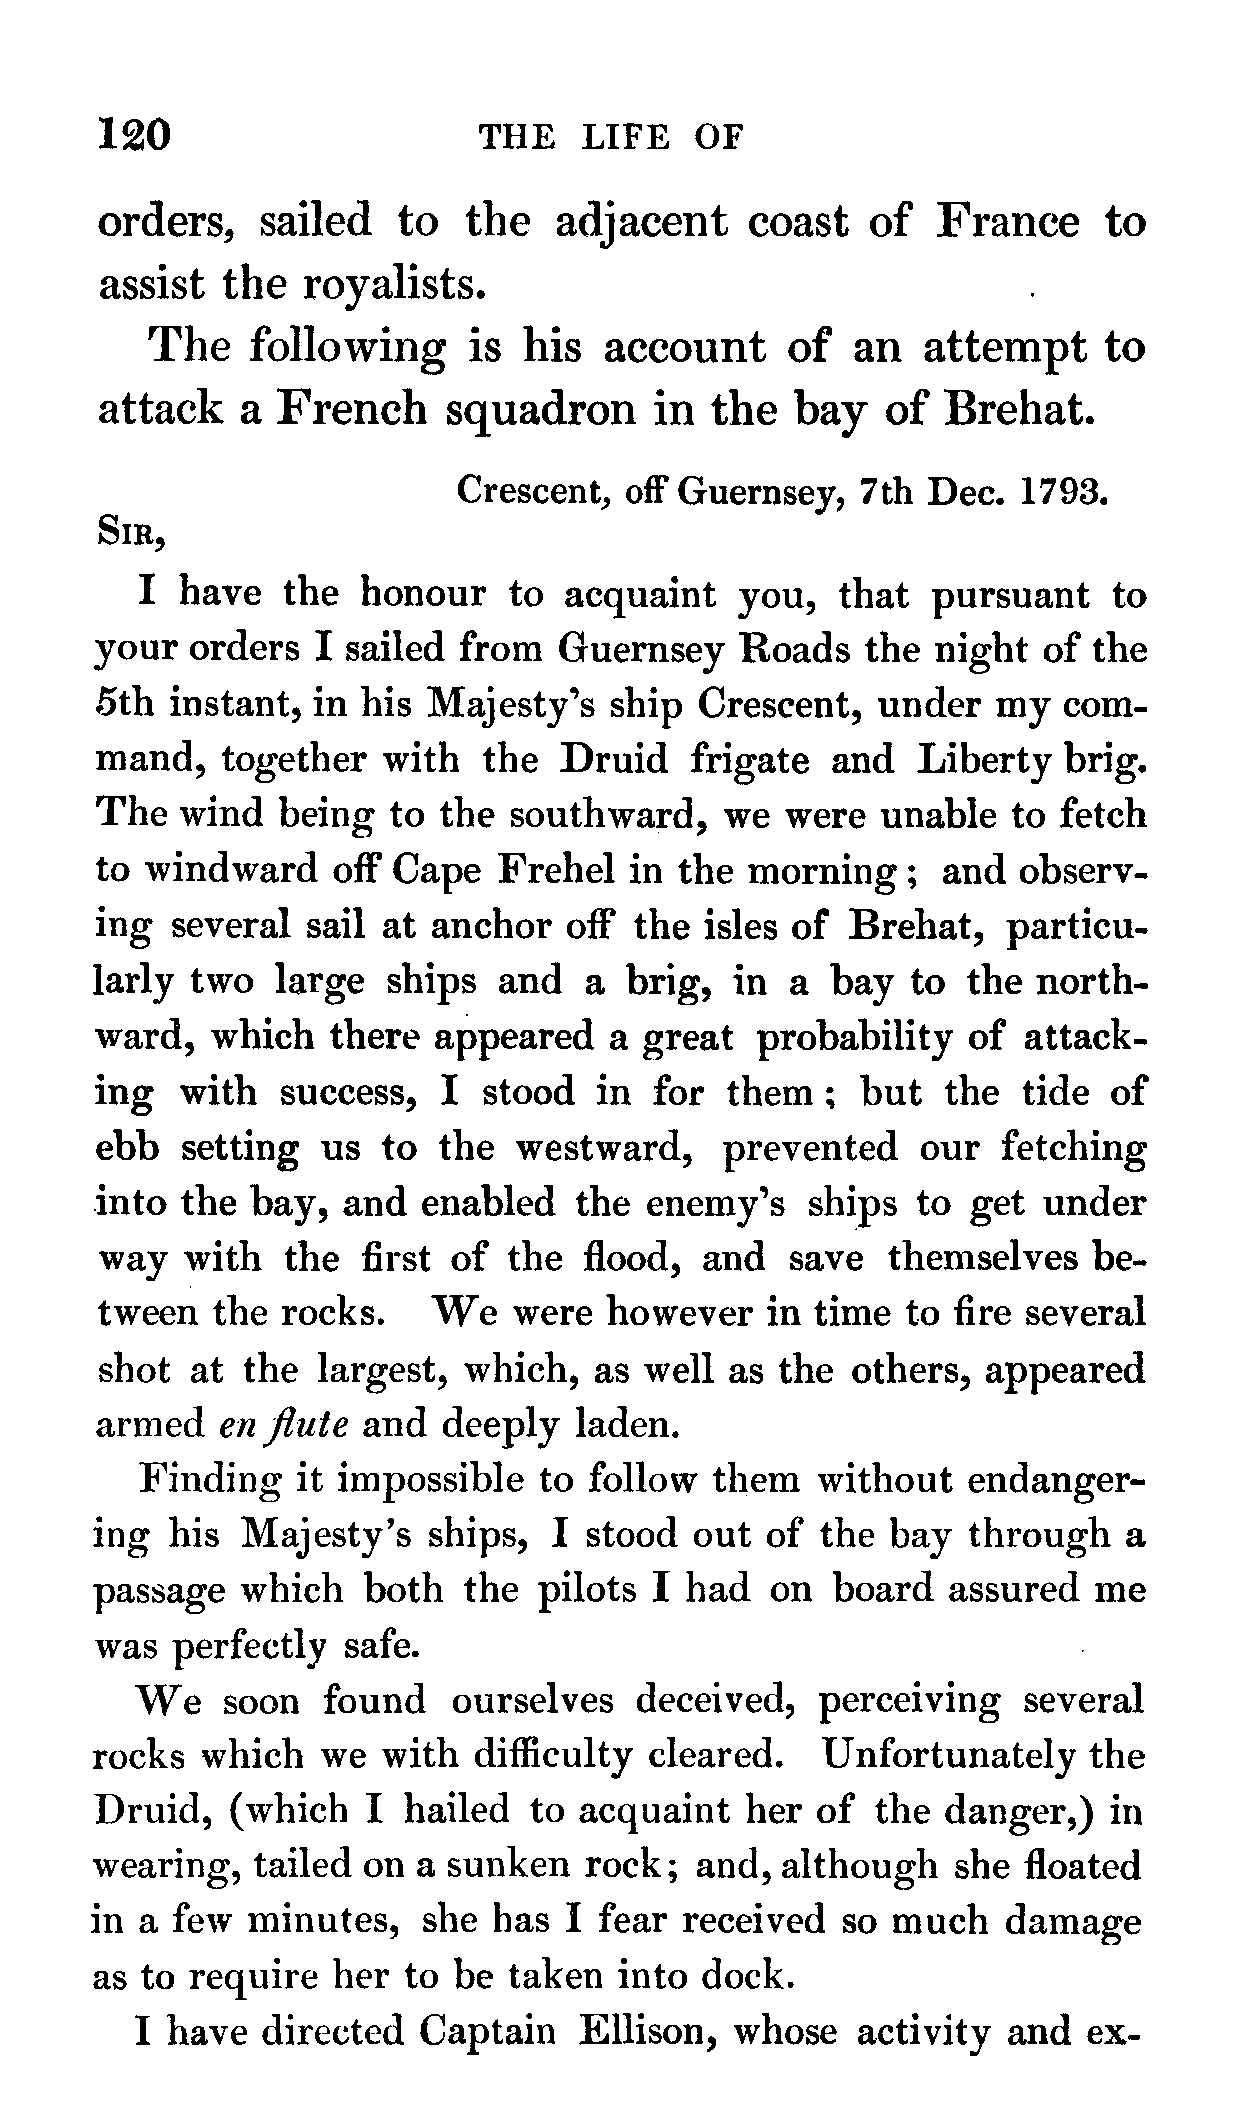 120 THE LIFE OF
orders, sailed to the adjacent coast of France to
assist the royalists.
The following is his account of an attempt to
attack a French squadron in the bay of Brehat.
Crescent, off Guernsey, 7th Dec. 1793.
SIR,
I have the honour to acquaint you, that pursuant to
your orders I sailed from Guernsey Roads the night of the
5th instant, in his Majesty's ship Crescent, under my com-
mand, together with the Druid frigate and Liberty brig.
The wind being to the southward, we were unable to fetch
to windward off Cape Frehel in the morning; and observ-
ing several sail at anchor off the isles of Brehat, particu-
larly two large ships and a brig, in a bay to the north-
ward, which there appeared a great probability of attack-
ing with success, I stood in for them; but the tide of
ebb setting us to the westward, prevented our fetching
into the bay, and enabled the enemy's ships to get under
way with the first of the flood, and save themselves be-
tween the rocks. We were however in time to fire several
shot at the largest, which, as well as the others, appeared
armed en flute and deeply laden.
Finding it impossible to follow them without endanger-
ing his Majesty's ships, I stood out of the bay through a
passage which both the pilots I had on board assured me
was perfectly safe.
We soon found ourselves deceived, perceiving several
rocks which we with difficulty cleared. Unfortunately the
Druid, (which I hailed to acquaint her of the danger,) in
wearing, tailed on a sunken rock; and, although she floated
in a few minutes, she has I fear received so much damage
as to require her to be taken into dock.
I have directed Captain Ellison, whose activity and ex-